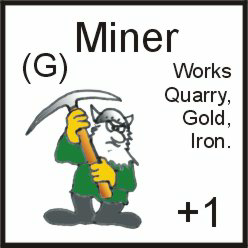 Miner
(G)
Works
Quarry,
Gold,
Iron.
+1